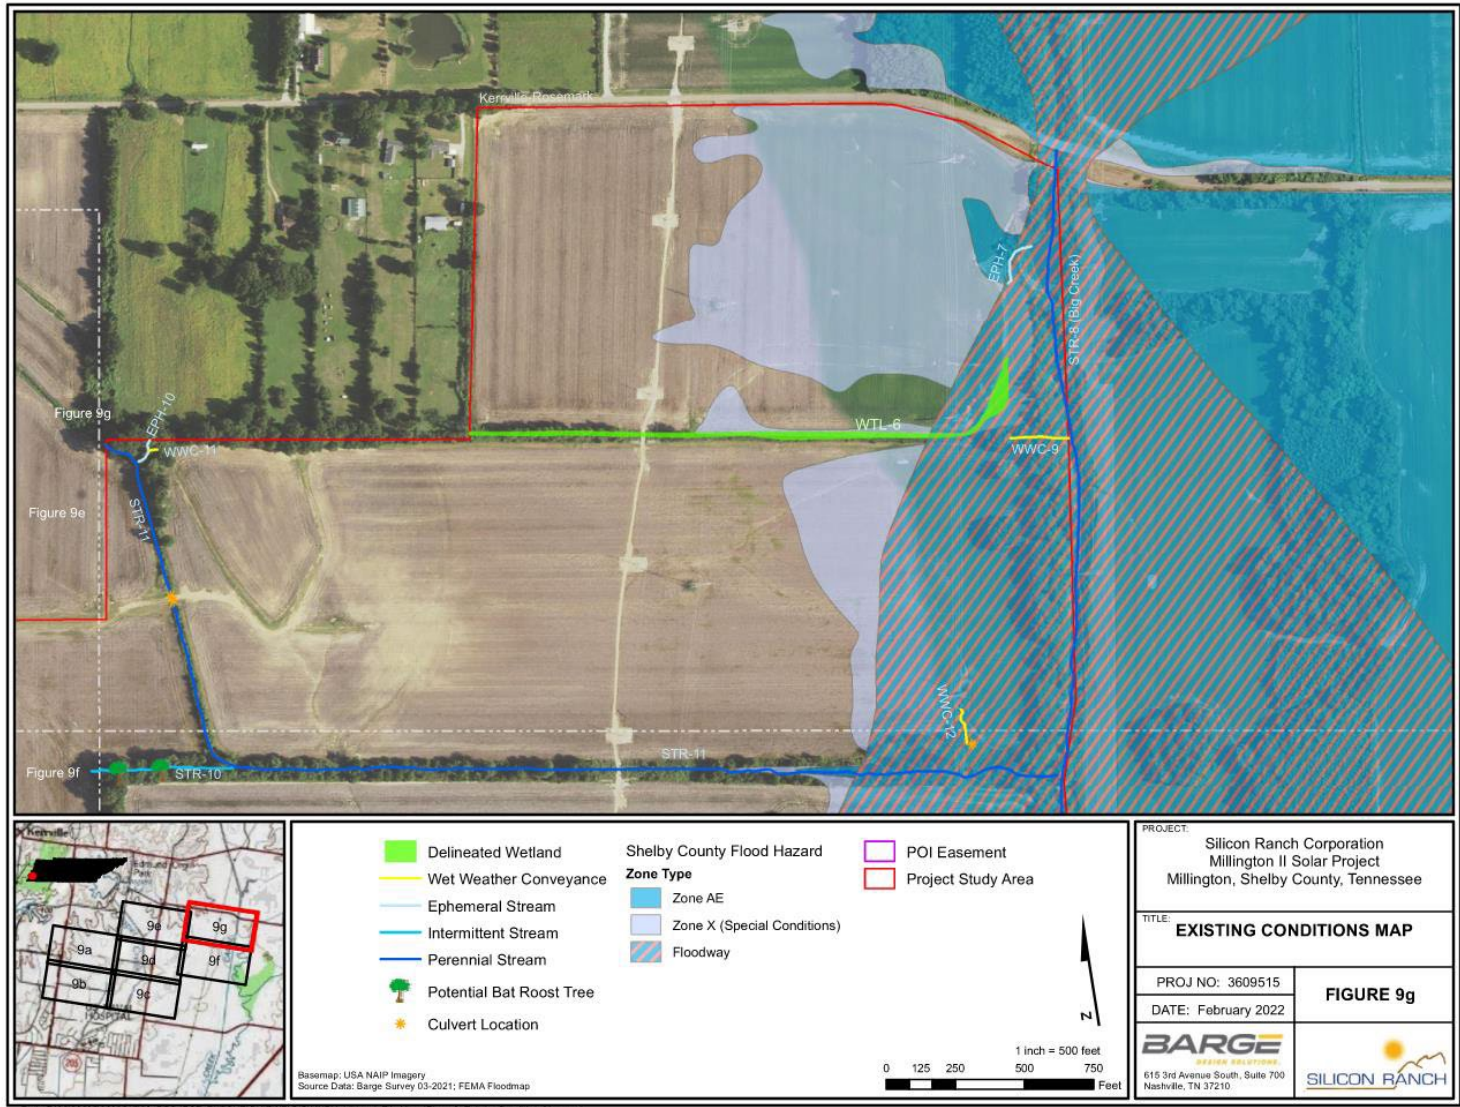 Kerrville-Rosemark
EPH-7
STR-8 (Big Creek)
Figure 9g
EPH-10
WWC-11
WTL-6
WWC-9
Figure 9e
STR-11
WWC-12
STR-11
Figure 9f
STR-10
Kerrville
9e
9g
9a
9d
9f
9b
9c
HOSPITAL
205
Delineated Wetland
Wet Weather Conveyance
Ephemeral Stream
Intermittent Stream
Perennial Stream
Potential Bat Roost Tree
Culvert Location
Shelby County Flood Hazard
Zone Type
Zone AE
Zone X (Special Conditions)
Floodway
POI Easement
Project Study Area
Z
1 inch = 500 feet
0 125 250 500 750
Feet
Basemap: USA NAIP Imagery
Source Data: Barge Survey 03-2021; FEMA Floodmap
PROJECT:
Silicon Ranch Corporation
Millington II Solar Project
Millington, Shelby County, Tennessee
TITLE:
EXISTING CONDITIONS MAP
PROJ NO: 3609515
DATE: February 2022
FIGURE 9g
BARGE
DESIGN SOLUTIONS.
615 3rd Avenue South, Suite 700
Nashville, TN 37210
SILICON RANCH